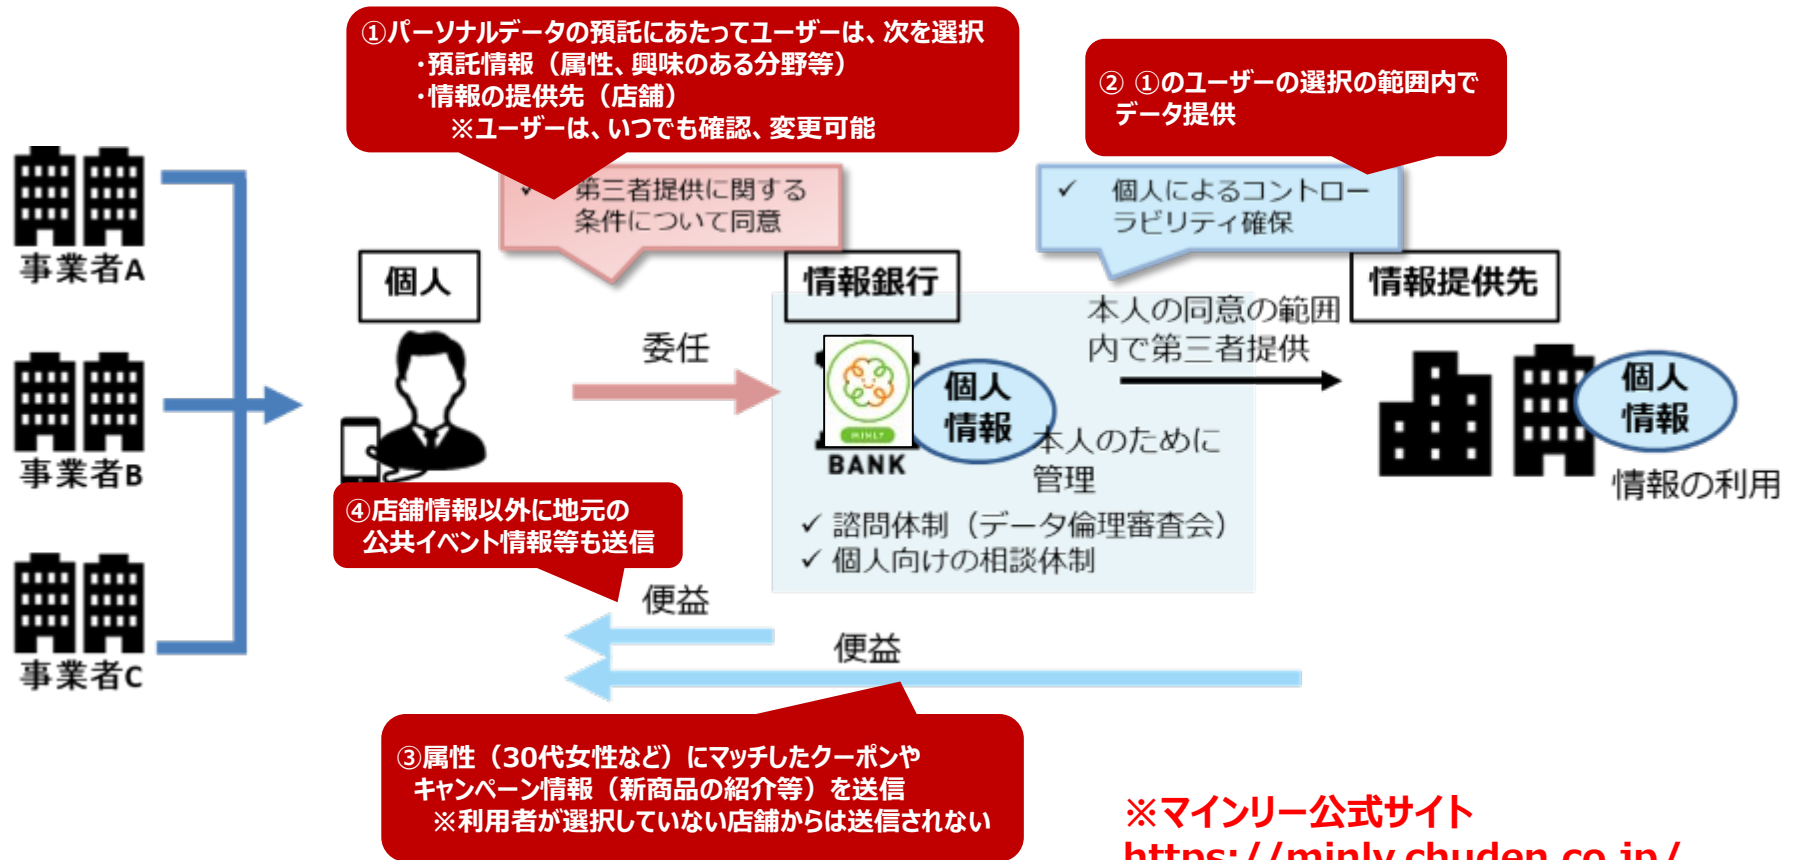 ①パーソナルデータの預託にあたってユーザーは、次を選択
・預託情報（属性、興味のある分野等）
・情報の提供先（店舗）
※ユーザーは、いつでも確認、変更可能
② ①のユーザーの選択の範囲内で
データ提供
✓ 第三者提供に関する
条件について同意
✓ 個人によるコントロー
ラビリティ確保
事業者A
個人
情報銀行
情報提供先
本人の同意の範囲
内で第三者提供
委任
MINLY
BANK
個人
情報
個人
情報
本人のために
管理
事業者B
情報の利用
④店舗情報以外に地元の
公共イベント情報等も送信
✓ 諮問体制（データ倫理審査会）
✓ 個人向けの相談体制
便益
便益
事業者C
③属性（30代女性など）にマッチしたクーポンや
キャンペーン情報（新商品の紹介等）を送信
※利用者が選択していない店舗からは送信されない
※マインリー公式サイト
https://minly.chuden.co.jp/